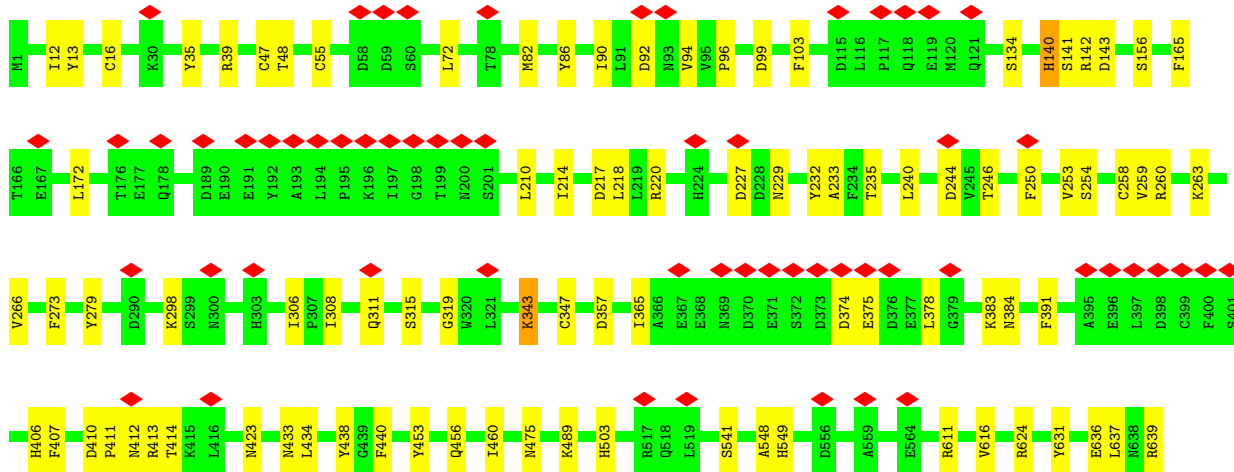 M1 I12 Y13 C16 K30 Y35 R39 C47 T48 C55 D58 D59 S60 L72 T78 M82 Y86 I90 L91 D92 N93 V94 V95 P96 D99 F103 D115 L116 P117 Q118 E119 M120 Q121 S134 H140 S141 R142 D143 S156 F165
T166 E167 L172 T176 E177 Q178 D189 E190 E191 Y192 A193 L194 P195 K196 I197 G198 T199 N200 S201 L210 I214 D217 L218 L219 R220 H224 D227 D228 N229 Y232 A233 F234 T235 L240 D244 V245 T246 F250 V253 S254 C258 V259 R260 K263
V266 F273 Y279 D290 K298 S299 N300 H303 I306 P307 I308 Q311 S315 G319 W320 L321 K343 C347 D357 I365 A366 E367 E368 N369 D370 E371 S372 D373 D374 E375 D376 E377 L378 G379 K383 N384 F391 A395 E396 L397 D398 C399 F400 S401
H406 F407 D410 P411 N412 R413 T414 K415 L416 N423 N433 L434 Y438 G439 F440 Y453 Q456 I460 N475 K489 H503 R517 Q518 L519 S541 A548 H549 D556 A559 E564 R611 V616 R624 Y631 E636 L637 N638 R639